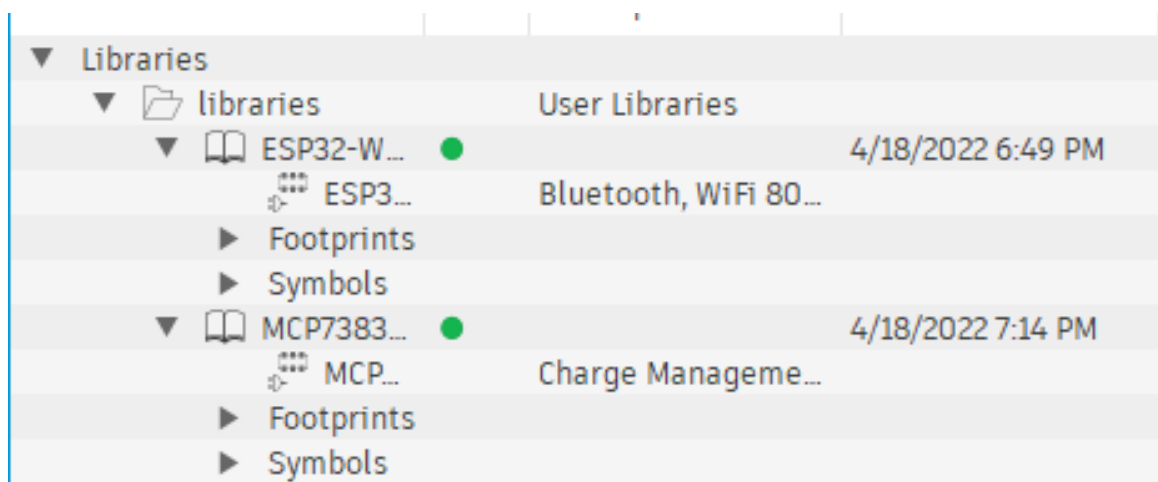 Libraries
libraries User Libraries
ESP32-W... 4/18/2022 6:49 PM
ESP3... Bluetooth, WiFi 80...
Footprints
Symbols
MCP7383... 4/18/2022 7:14 PM
MCP... Charge Manageme...
Footprints
Symbols